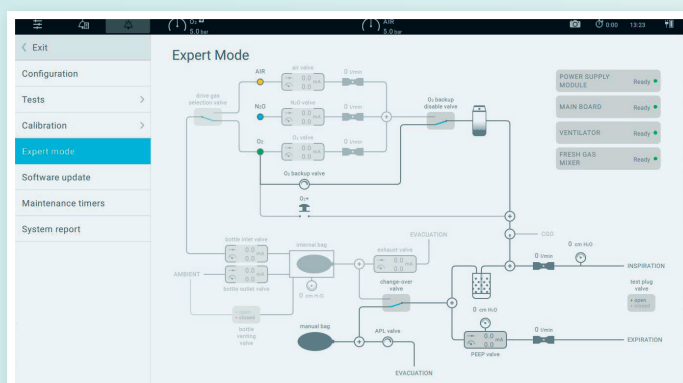 O₂
5.0 bar
AIR
5.0 bar
0:00
13:23
Exit
Configuration
Tests
Calibration
Expert mode
Software update
Maintenance timers
System report
Expert Mode
AIR
air valve
0.0 mA
0.0
0 l/min
drive gas
selection valve
N₂O
N₂O valve
0.0 mA
0.0
0 l/min
O₂
O₂ valve
0.0 mA
0.0
0 l/min
O₂ backup
disable valve
O₂ backup valve
O₂+
POWER SUPPLY
MODULE
Ready
MAIN BOARD
Ready
VENTILATOR
Ready
FRESH GAS
MIXER
Ready
EVACUATION
CGO
bottle inlet valve
0.0 mA
0.0
internal bag
exhaust valve
0.0 mA
0.0
AMBIENT
0.0 mA
0.0
bottle outlet valve
0 cm H₂O
change-over
valve
open
closed
bottle
venting
valve
manual bag
APL valve
EVACUATION
0 l/min
0 cm H₂O
INSPIRATION
test plug
valve
open
closed
0 cm H₂O
0.0 mA
0.0
PEEP valve
0 l/min
EXPIRATION